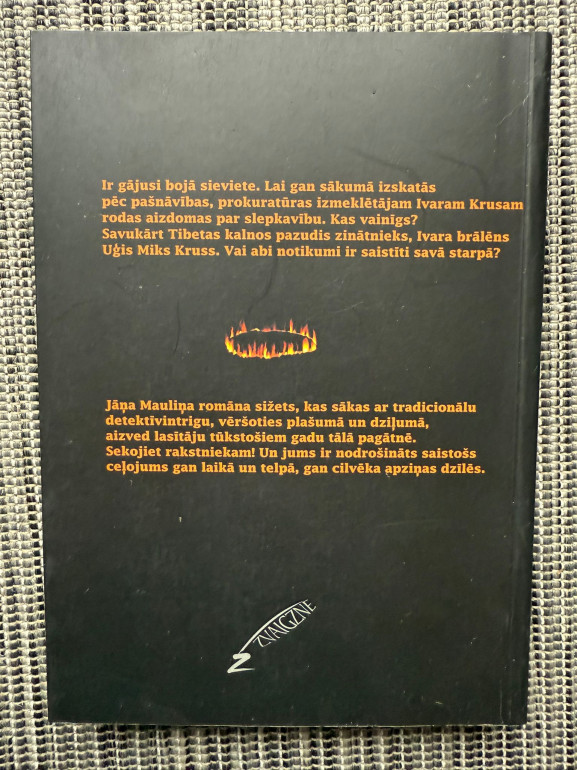 Ir gājusi bojā sieviete. Lai gan sākumā izskatās
pēc pašnāvības, prokuratūras izmeklētājam Ivaram Krusam
rodas aizdomas par slepkavību. Kas vainīgs?
Savukārt Tibetas kalnos pazudis zinātnieks, Ivara brālēns
Uģis Miks Kruss. Vai abi notikumi ir saistīti savā starpā?
Jāņa Mauliņa romāna sižets, kas sākas ar tradicionālu
detektīvintrigu, vēršoties plašumā un dziļumā,
aizved lasītāju tūkstošiem gadu tālā pagātnē.
Sekojiet rakstniekam! Un jums ir nodrošināts saistošs
ceļojums gan laikā un telpā, gan cilvēka apziņas dzīlēs.
Z ZVAIGZNE